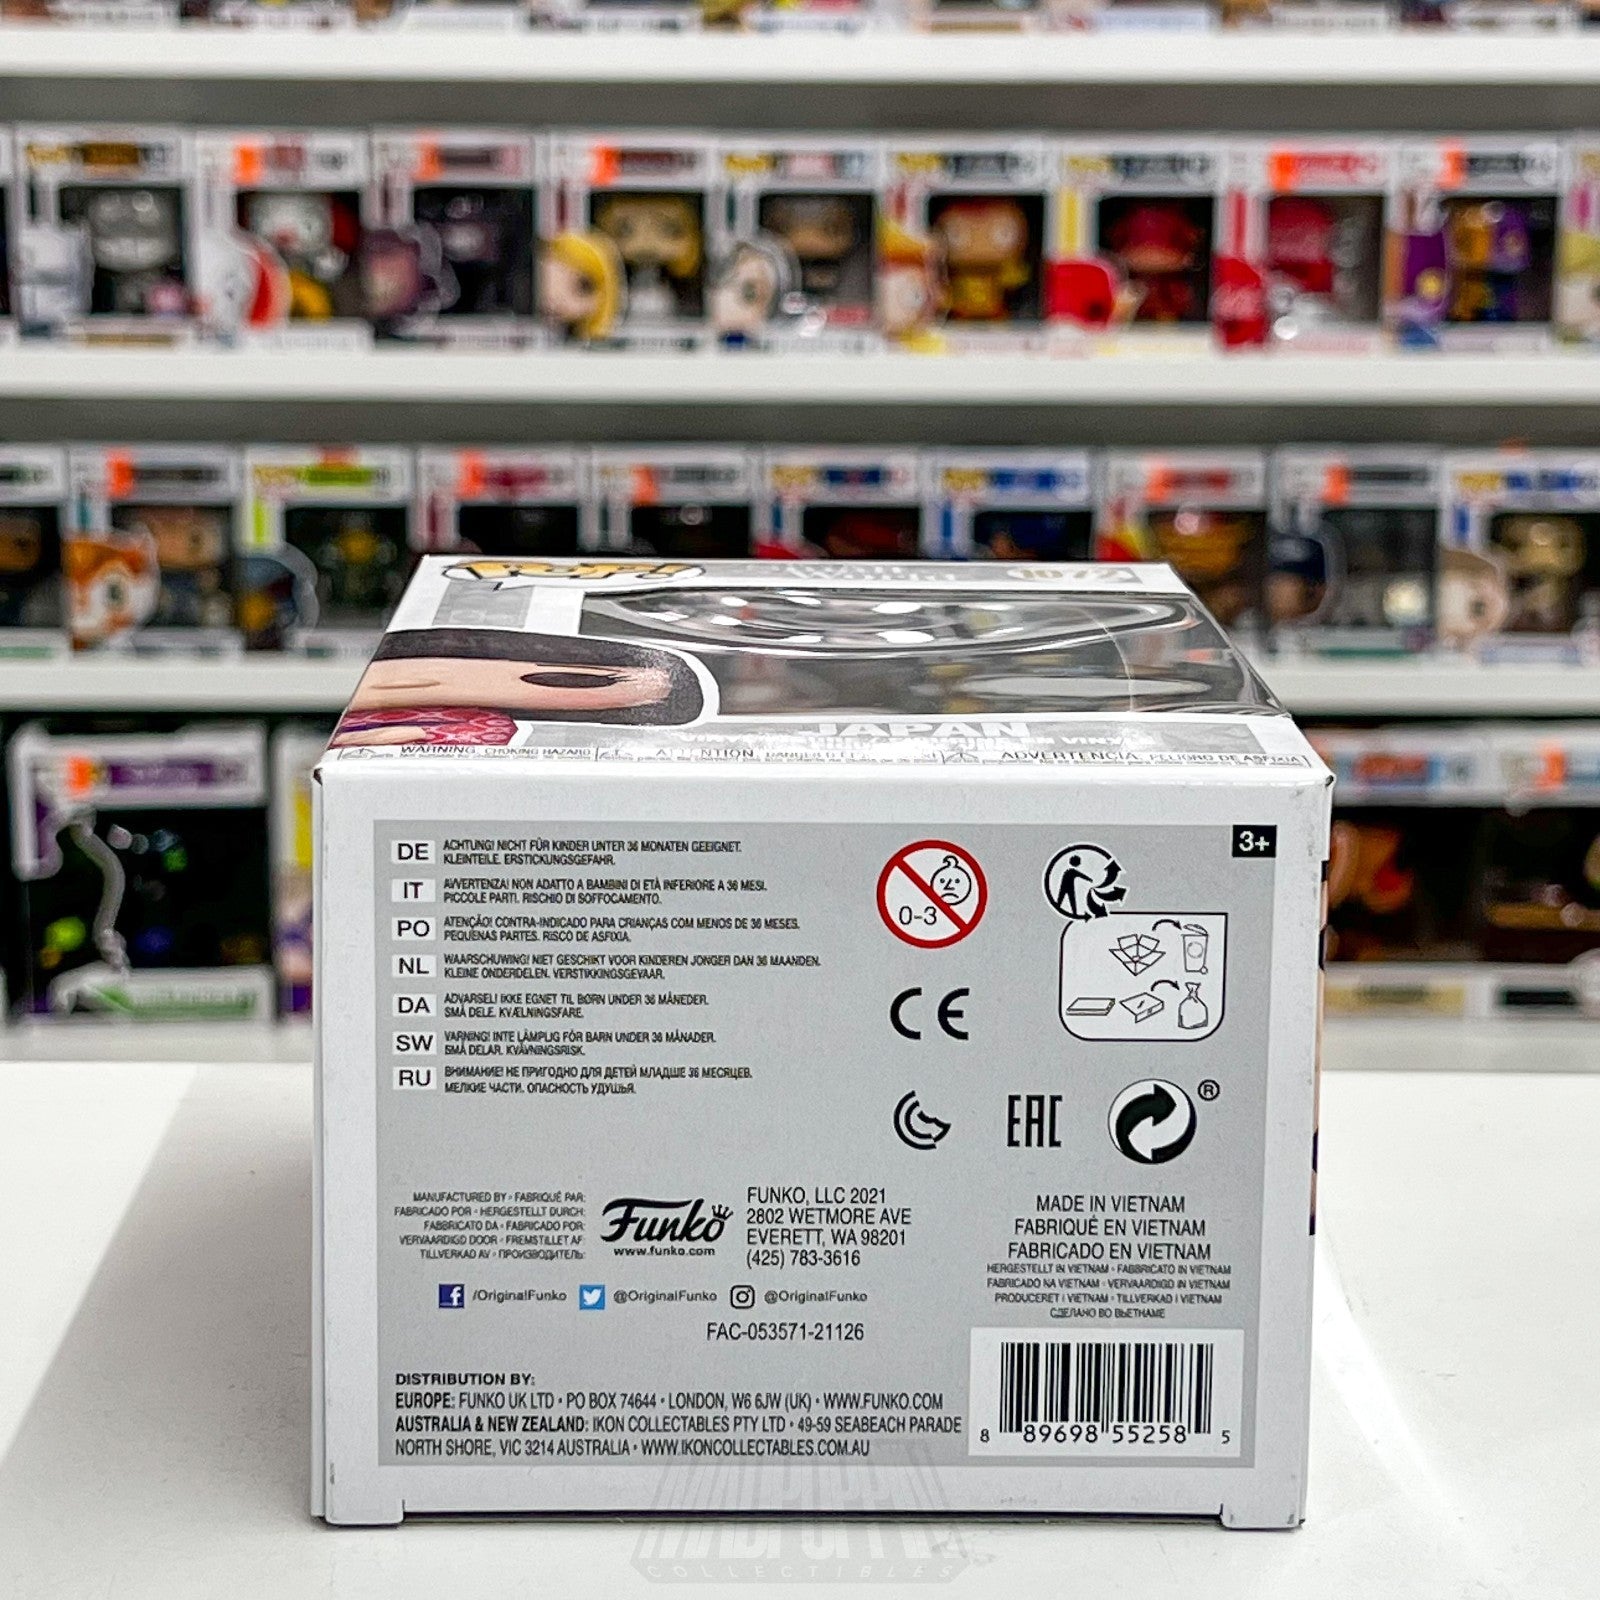 POP!
Small World
1072
JAPAN
WARNING: CHOKING HAZARD
ATTENTION
ADVERTENCIA: PELIGRO DE ASFIXIA
3+
DE ACHTUNG! NICHT FÜR KINDER UNTER 36 MONATEN GEEIGNET.
KLEINTEILE. ERSTICKUNGSGEFAHR.
IT AVVERTENZA! NON ADATTO A BAMBINI DI ETÀ INFERIORE A 36 MESI.
PICCOLE PARTI. RISCHIO DI SOFFOCAMENTO.
PO ATENÇÃO! CONTRA-INDICADO PARA CRIANÇAS COM MENOS DE 36 MESES.
PEQUENAS PARTES. RISCO DE ASFIXIA.
NL WAARSCHUWING! NIET GESCHIKT VOOR KINDEREN JONGER DAN 36 MAANDEN.
KLEINE ONDERDELEN. VERSTIKKINGSGEVAAR.
DA ADVARSEL! IKKE EGNET TIL BØRN UNDER 36 MÅNEDER.
SMÅ DELE. KVÆLNINGSFARE.
SW VARNING! INTE LÄMPLIG FÖR BARN UNDER 36 MÅNADER.
SMÅ DELAR. KVÄVNINGSRISK.
RU ВНИМАНИЕ! НЕ ПРИГОДНО ДЛЯ ДЕТЕЙ МЛАДШЕ 36 МЕСЯЦЕВ.
МЕЛКИЕ ЧАСТИ. ОПАСНОСТЬ УДУШЬЯ.
0-3
CE
EAC
®
MANUFACTURED BY • FABRIQUÉ PAR:
FABRICADO POR • HERGESTELLT DURCH:
FABBRICATO DA • FABRICADO POR:
VERVAARDIGD DOOR • FREMSTILLET AF:
TILLVERKAD AV • ПРОИЗВОДИТЕЛЬ:
Funko
www.funko.com
FUNKO, LLC 2021
2802 WETMORE AVE
EVERETT, WA 98201
(425) 783-3616
/OriginalFunko @OriginalFunko @OriginalFunko
FAC-053571-21126
MADE IN VIETNAM
FABRIQUÉ EN VIETNAM
FABRICADO EN VIETNAM
HERGESTELLT IN VIETNAM • FABBRICATO IN VIETNAM
FABRICADO NA VIETNAM • VERVAARDIGD IN VIETNAM
PRODUCERET I VIETNAM • TILLVERKAD I VIETNAM
СДЕЛАНО ВО ВЬЕТНАМЕ
DISTRIBUTION BY:
EUROPE: FUNKO UK LTD • PO BOX 74644 • LONDON, W6 6JW (UK) • WWW.FUNKO.COM
AUSTRALIA & NEW ZEALAND: IKON COLLECTABLES PTY LTD • 49-59 SEABEACH PARADE
NORTH SHORE, VIC 3214 AUSTRALIA • WWW.IKONCOLLECTABLES.COM.AU
8 89698 55258 5
COLLECTIBLES